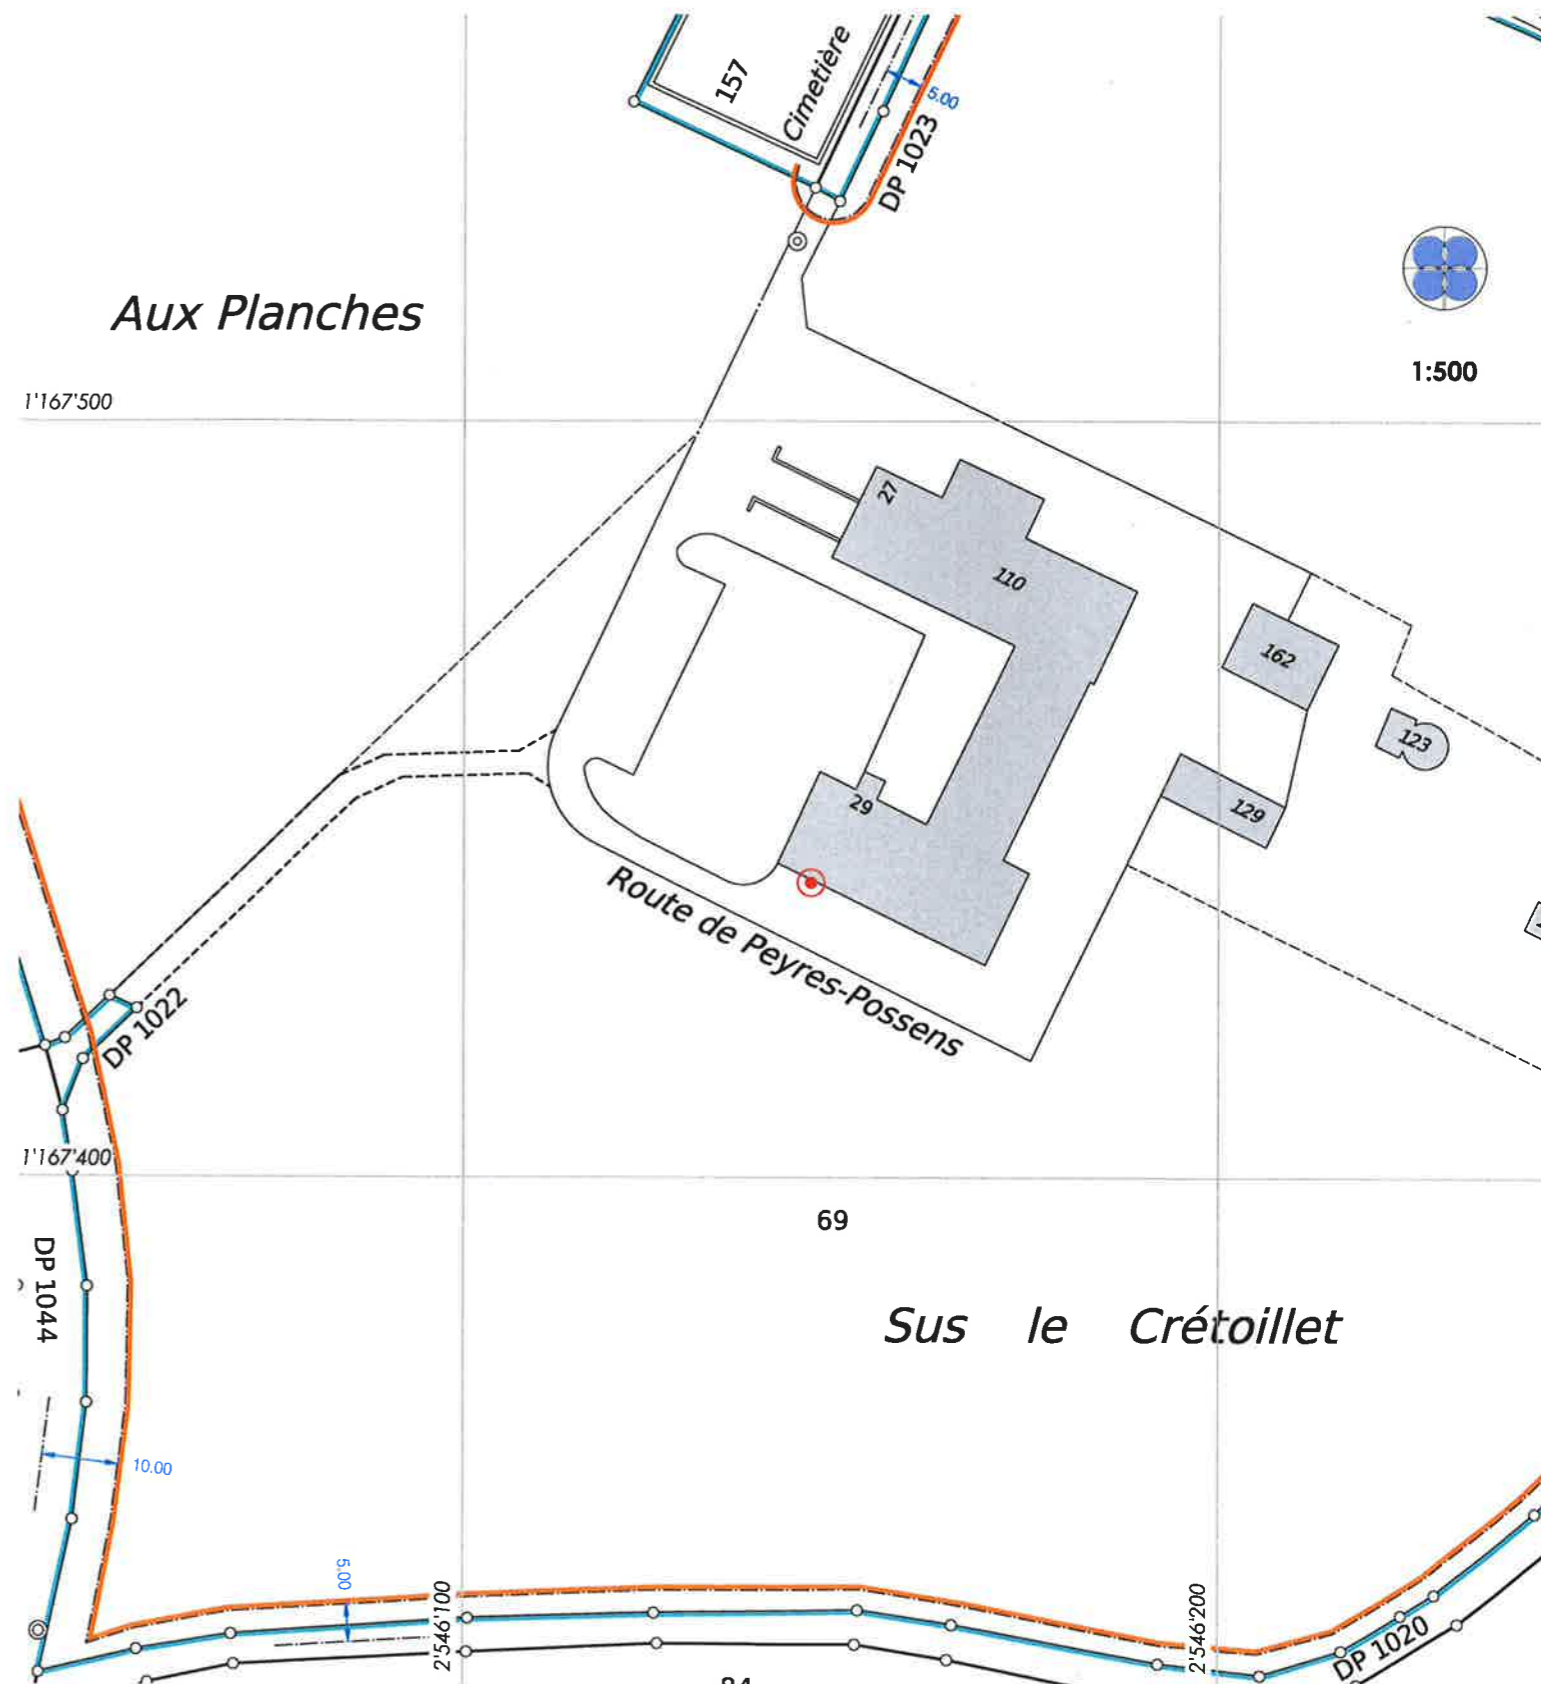 157
Cimetière
5.00
DP 1023
Aux Planches
1:500
1'167'500
27
110
162
123
29
129
Route de Peyres-Possens
DP 1022
1'167'400
69
DP 1044
Sus le Crétoillet
10.00
5.00
2'546'100
2'546'200
DP 1020